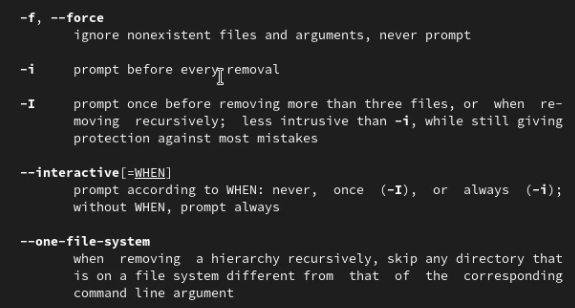 -f, --force
ignore nonexistent files and arguments, never prompt
-i prompt before every removal
-I prompt once before removing more than three files, or when re-
moving recursively; less intrusive than -i, while still giving
protection against most mistakes
--interactive[=WHEN]
prompt according to WHEN: never, once (-I), or always (-i);
without WHEN, prompt always
--one-file-system
when removing a hierarchy recursively, skip any directory that
is on a file system different from that of the corresponding
command line argument